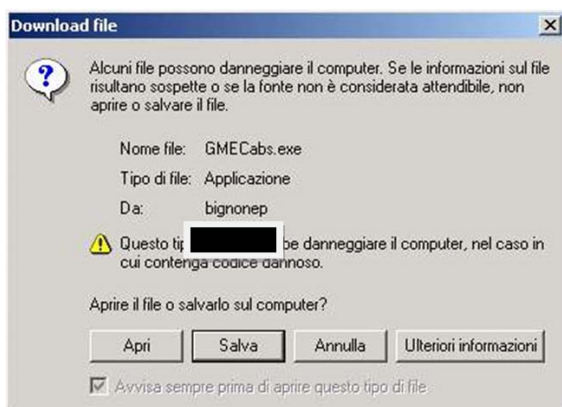 Download file
Alcuni file possono danneggiare il computer. Se le informazioni sul file
risultano sospette o se la fonte non è considerata attendibile, non
aprire o salvare il file.
Nome file: GMECabs.exe
Tipo di file: Applicazione
Da: bignonep
Questo danneggiare il computer, nel caso in
cui contenga codice dannoso.
Aprire il file o salvarlo sul computer?
Apri Salva Annulla Ulteriori informazioni
Avvisa sempre prima di aprire questo tipo di file